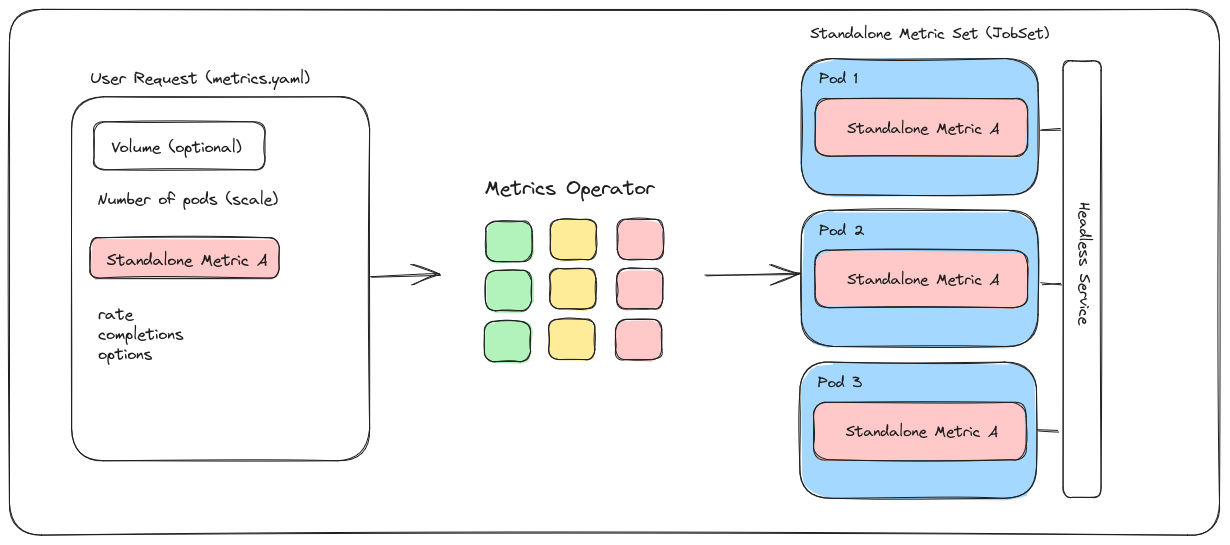 User Request (metrics.yaml)
Volume (optional)
Number of pods (scale)
Standalone Metric A
rate
completions
options
Metrics Operator
Standalone Metric Set (JobSet)
Pod 1
Standalone Metric A
Pod 2
Standalone Metric A
Pod 3
Standalone Metric A
Headless Service